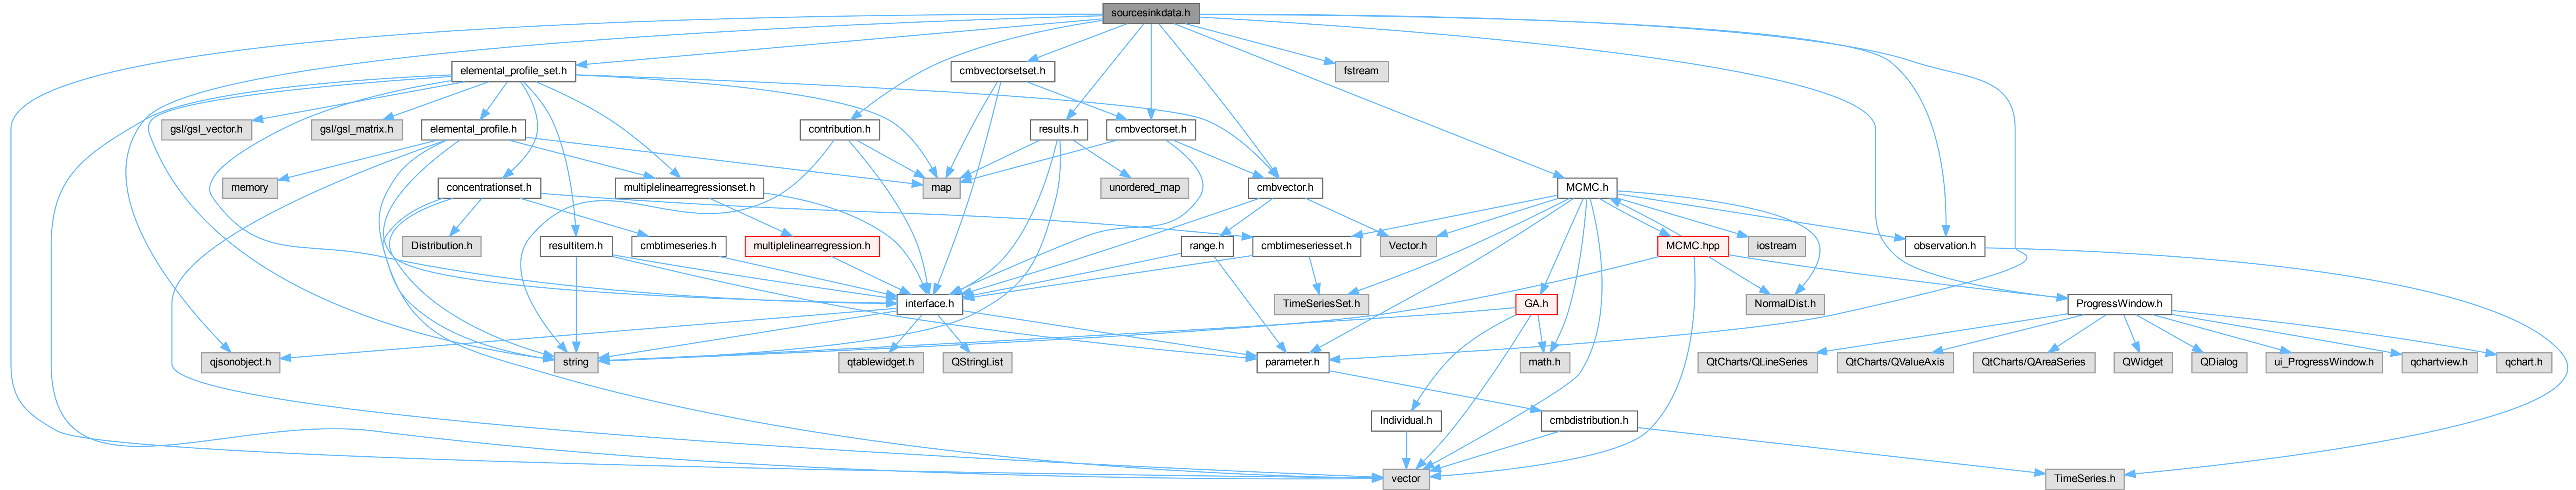 sourcesinkdata.h
elemental_profile_set.h
cmbvectorsetset.h
fstream
gsl/gsl_vector.h
gsl/gsl_matrix.h
elemental_profile.h
contribution.h
results.h
cmbvectorset.h
memory
concentrationset.h
multiplelinearregressionset.h
map
unordered_map
cmbvector.h
MCMC.h
Distribution.h
resultitem.h
cmbtimeseries.h
multiplelinearregression.h
range.h
cmbtimeseriesset.h
Vector.h
MCMC.hpp
iostream
observation.h
interface.h
TimeSeriesSet.h
GA.h
NormalDist.h
ProgressWindow.h
qjsonobject.h
string
qtablewidget.h
QStringList
parameter.h
math.h
QtCharts/QLineSeries
QtCharts/QValueAxis
QtCharts/QAreaSeries
QWidget
QDialog
ui_ProgressWindow.h
qchartview.h
qchart.h
Individual.h
cmbdistribution.h
vector
TimeSeries.h